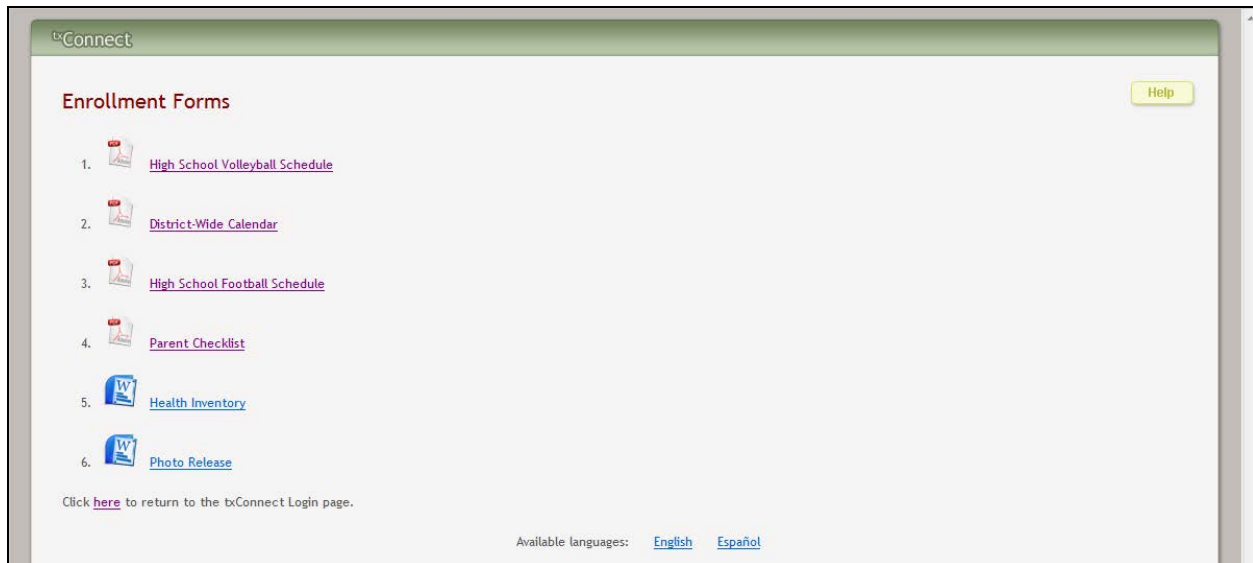 txConnect
Enrollment Forms
Help
1. High School Volleyball Schedule
2. District-Wide Calendar
3. High School Football Schedule
4. Parent Checklist
5. Health Inventory
6. Photo Release
Click here to return to the txConnect Login page.
Available languages: English Español